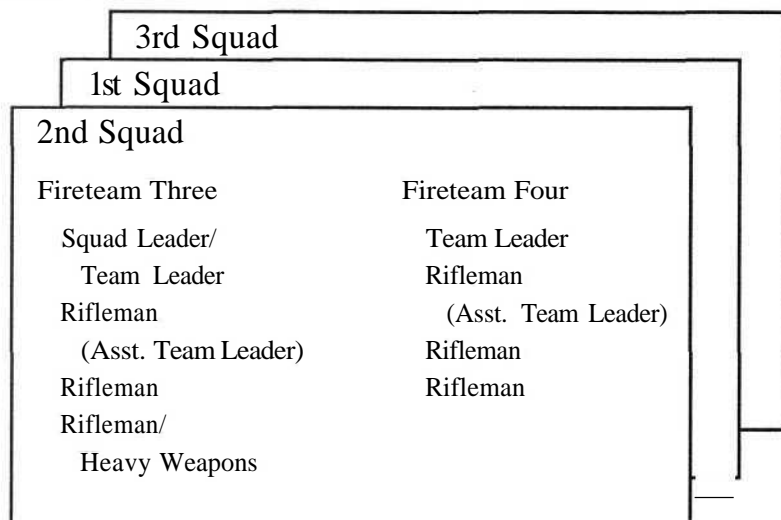 3rd Squad
1st Squad
2nd Squad
Fireteam Three
Fireteam Four
Squad Leader/
Team Leader
Rifleman
(Asst. Team Leader)
Rifleman
Rifleman/
Heavy Weapons
Team Leader
Rifleman
(Asst. Team Leader)
Rifleman
Rifleman